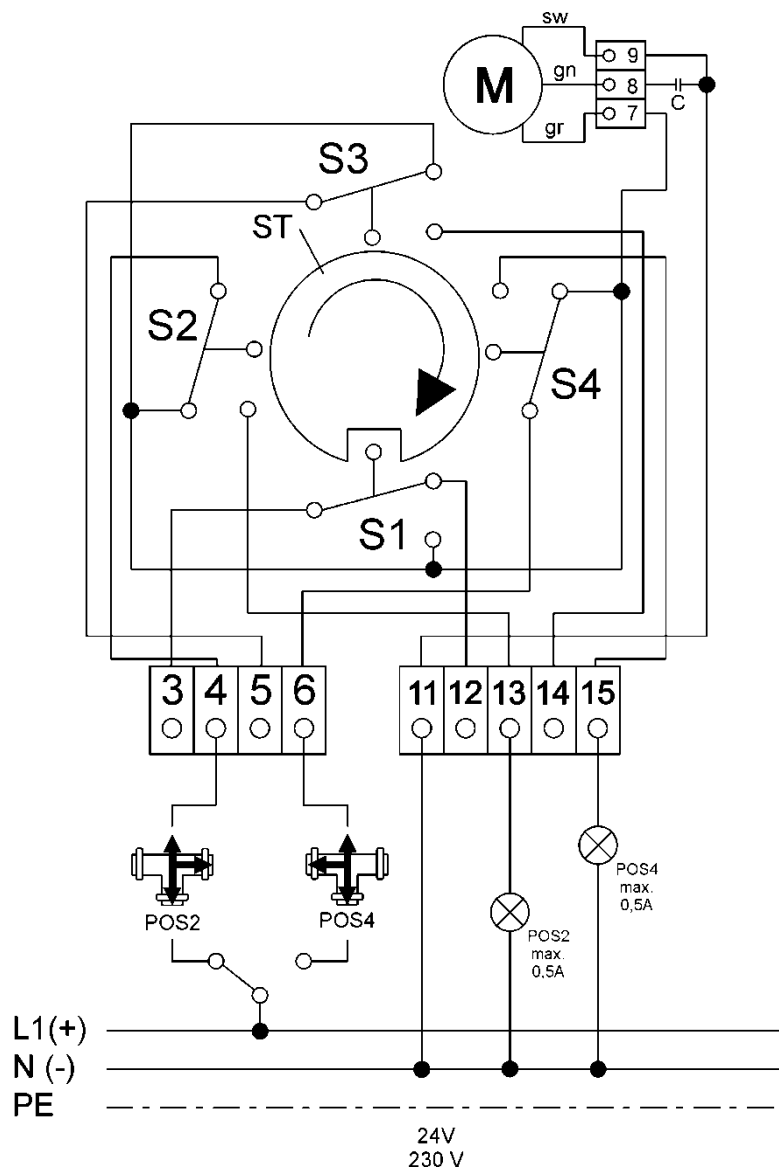 sw
9
M
gn
8
C
gr
7
S3
ST
S2
S4
S1
3 4 5 6
11 12 13 14 15
POS2
POS4
POS4
max.
0,5A
POS2
max.
0.5A
L1(+)
N (-)
PE
24V
230 V